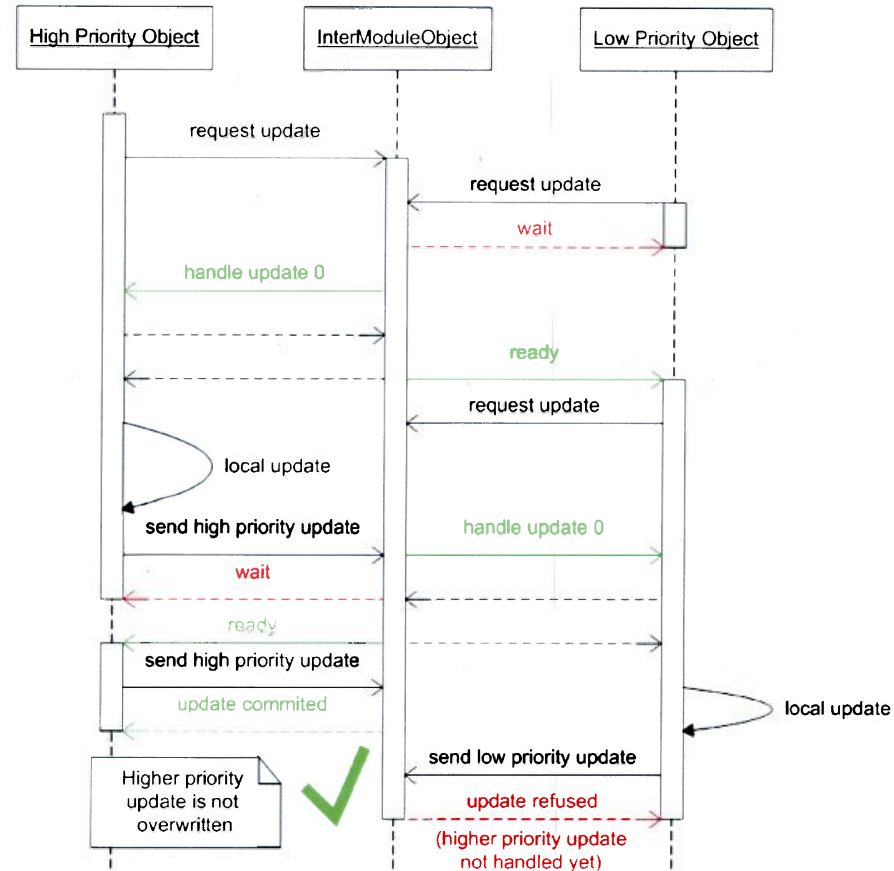 High Priority Object
InterModuleObject
Low Priority Object
request update
request update
wait
handle update 0
ready
request update
local update
send high priority update
handle update 0
wait
ready
send high priority update
update commited
local update
send low priority update
Higher priority
update is not
overwritten
update refused
(higher priority update
not handled yet)